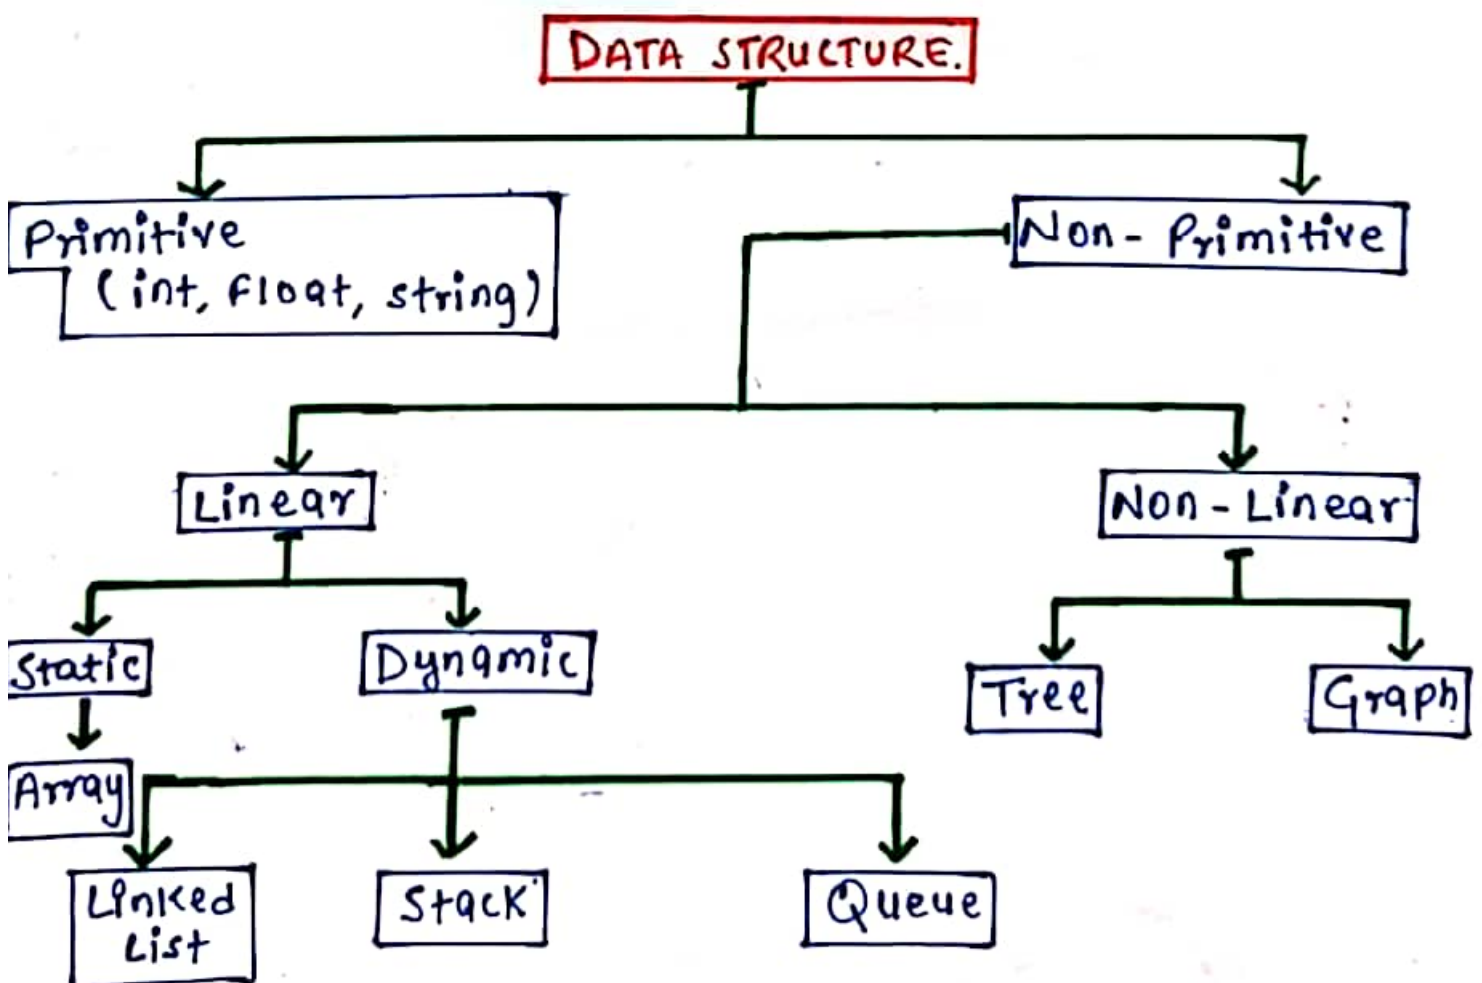 DATA STRUCTURE.
Primitive
(int, float, string)
Non - Primitive
Linear
Non - Linear
Static
Dynamic
Tree
Graph
Array
Linked
List
Stack
Queue